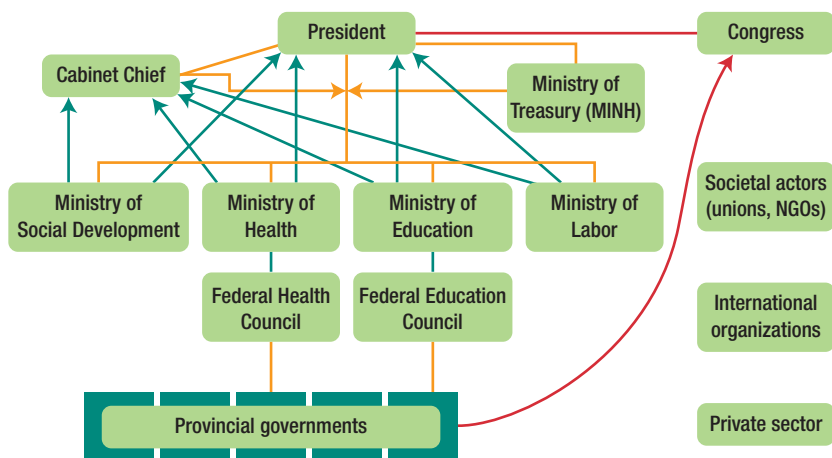 President
Congress
Cabinet Chief
Ministry of
Treasury (MINH)
Ministry of
Social Development
Ministry of
Health
Ministry of
Education
Ministry of
Labor
Societal actors
(unions, NGOs)
Federal Health
Council
Federal Education
Council
International
organizations
Provincial governments
Private sector